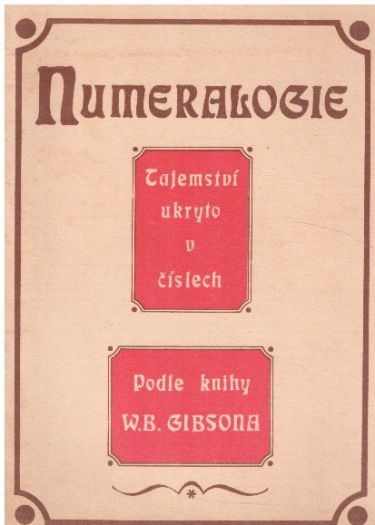 NUMERALOGIE
Tajemství
ukryto
v
číslech
Podle knihy
W.B. GIBSONA